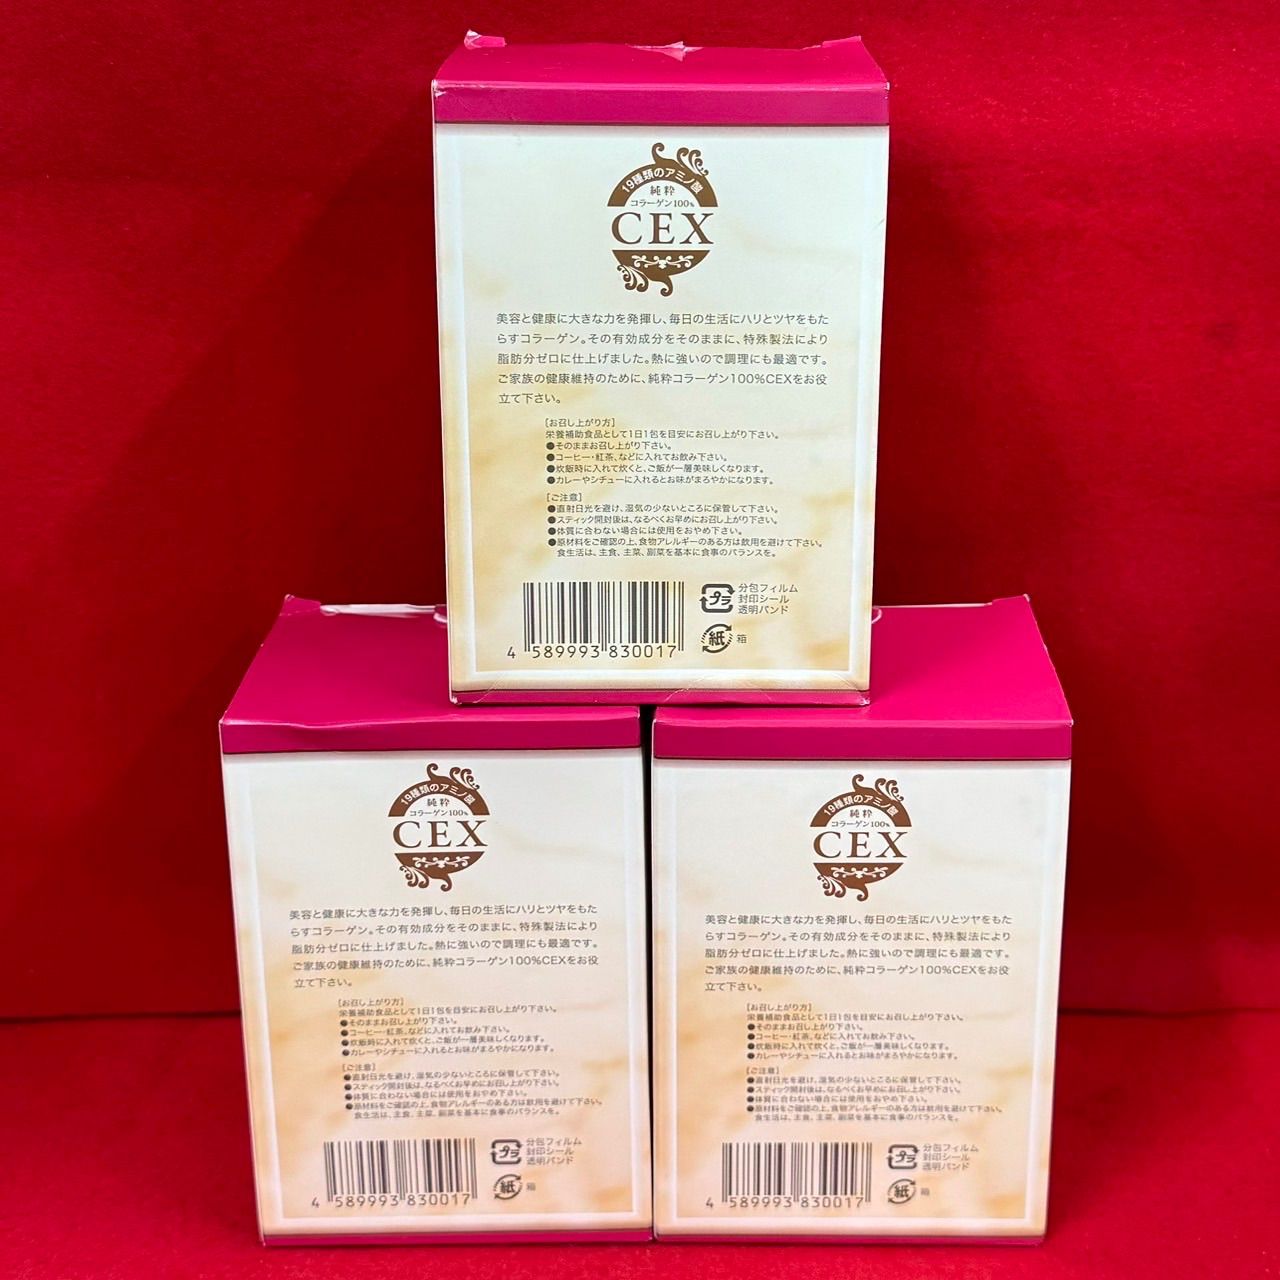 19種類のアミノ酸
純粋
コラーゲン100%
CEX
美容と健康に大きな力を発揮し、毎日の生活にハリとツヤをもた
らすコラーゲン。その有効成分をそのままに、特殊製法により
脂肪分ゼロに仕上げました。熱に強いので調理にも最適です。
ご家族の健康維持のために、純粋コラーゲン100%CEXをお役
立て下さい。
[お召し上がり方]
栄養補助食品として1日1包を目安にお召し上がり下さい。
●そのままお召し上がり下さい。
●コーヒー・紅茶、などに入れてお飲み下さい。
●炊飯時に入れて炊くと、ご飯が一層美味しくなります。
●カレーやシチューに入れるとお味がまろやかになります。
[ご注意]
●直射日光を避け、湿気の少ないところに保管して下さい。
●スティック開封後は、なるべくお早めにお召し上がり下さい。
●体質に合わない場合には使用をおやめ下さい。
●原材料をご確認の上、食物アレルギーのある方は飲用を避けて下さい。
食生活は、主食、主菜、副菜を基本に食事のバランスを。
プラ
分包フィルム
封印シール
透明バンド
紙 箱
4 589993 830017
19種類のアミノ酸
純粋
コラーゲン100%
CEX
美容と健康に大きな力を発揮し、毎日の生活にハリとツヤをもた
らすコラーゲン。その有効成分をそのままに、特殊製法により
脂肪分ゼロに仕上げました。熱に強いので調理にも最適です。
ご家族の健康維持のために、純粋コラーゲン100%CEXをお役
立て下さい。
[お召し上がり方]
栄養補助食品として1日1包を目安にお召し上がり下さい。
●そのままお召し上がり下さい。
●コーヒー・紅茶、などに入れてお飲み下さい。
●炊飯時に入れて炊くと、ご飯が一層美味しくなります。
●カレーやシチューに入れるとお味がまろやかになります。
[ご注意]
●直射日光を避け、湿気の少ないところに保管して下さい。
●スティック開封後は、なるべくお早めにお召し上がり下さい。
●体質に合わない場合には使用をおやめ下さい。
●原材料をご確認の上、食物アレルギーのある方は飲用を避けて下さい。
食生活は、主食、主菜、副菜を基本に食事のバランスを。
プラ
分包フィルム
封印シール
透明バンド
紙 箱
4 589993 830017
19種類のアミノ酸
純粋
コラーゲン100%
CEX
美容と健康に大きな力を発揮し、毎日の生活にハリとツヤをもた
らすコラーゲン。その有効成分をそのままに、特殊製法により
脂肪分ゼロに仕上げました。熱に強いので調理にも最適です。
ご家族の健康維持のために、純粋コラーゲン100%CEXをお役
立て下さい。
[お召し上がり方]
栄養補助食品として1日1包を目安にお召し上がり下さい。
●そのままお召し上がり下さい。
●コーヒー・紅茶、などに入れてお飲み下さい。
●炊飯時に入れて炊くと、ご飯が一層美味しくなります。
●カレーやシチューに入れるとお味がまろやかになります。
[ご注意]
●直射日光を避け、湿気の少ないところに保管して下さい。
●スティック開封後は、なるべくお早めにお召し上がり下さい。
●体質に合わない場合には使用をおやめ下さい。
●原材料をご確認の上、食物アレルギーのある方は飲用を避けて下さい。
食生活は、主食、主菜、副菜を基本に食事のバランスを。
プラ
分包フィルム
封印シール
透明バンド
紙 箱
4 589993 830017